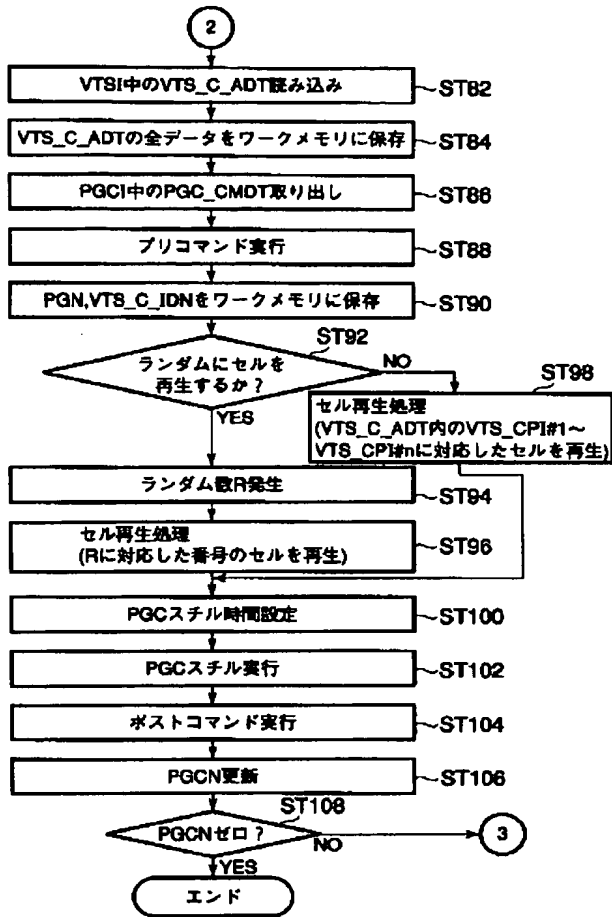 2
VTSI中のVTS_C_ADT読み込み
ST82
VTS_C_ADTの全データをワークメモリに保存
ST84
PGCI中のPGC_CMDT取り出し
ST86
プリコマンド実行
ST88
PGN,VTS_C_IDNをワークメモリに保存
ST90
ST92
ランダムにセルを
再生するか?
NO
YES
ST98
セル再生処理
(VTS_C_ADT内のVTS_CPI#1～
VTS_CPI#nに対応したセルを再生)
ランダム数R発生
ST94
セル再生処理
(Rに対応した番号のセルを再生)
ST96
PGCスチル時間設定
ST100
PGCスチル実行
ST102
ポストコマンド実行
ST104
PGCN更新
ST106
ST108
PGCNゼロ?
NO
3
YES
エンド